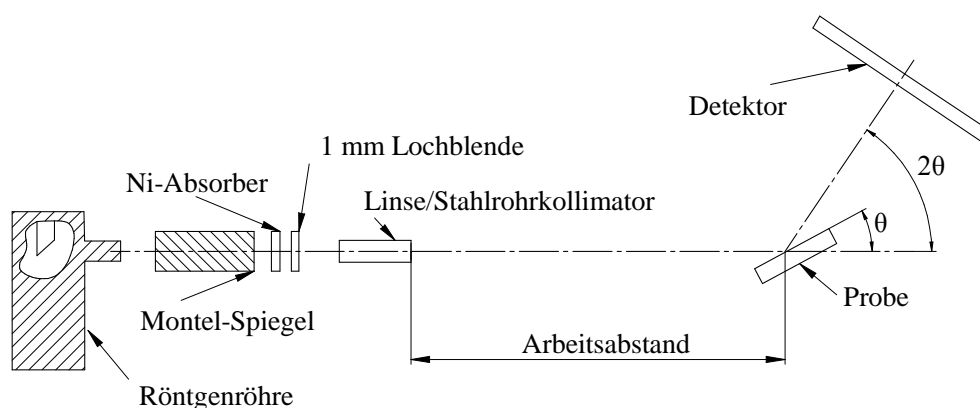 Detektor
1 mm Lochblende
2θ
Ni-Absorber
Linse/Stahlrohrkollimator
θ
Probe
Montel-Spiegel
Arbeitsabstand
Röntgenröhre